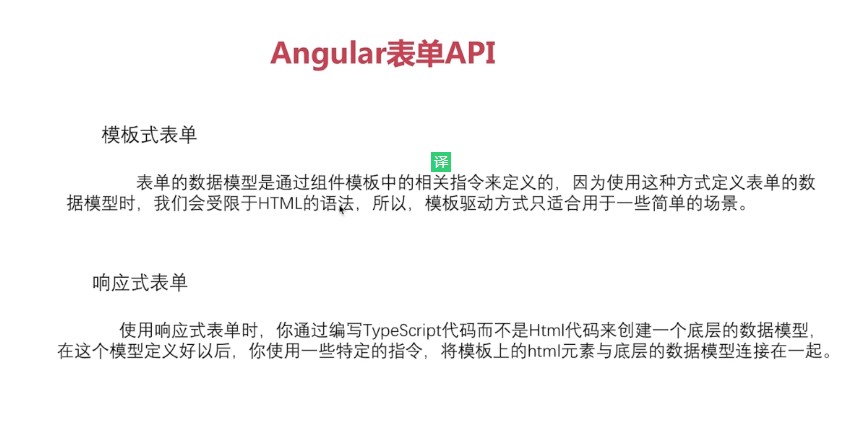 Angular表单API
模板式表单
译
表单的数据模型是通过组件模板中的相关指令来定义的，因为使用这种方式定义表单的数
据模型时，我们会受限于HTML的语法，所以，模板驱动方式只适合用于一些简单的场景。
响应式表单
使用响应式表单时，你通过编写TypeScript代码而不是Html代码来创建一个底层的数据模型，
在这个模型定义好以后，你使用一些特定的指令，将模板上的html元素与底层的数据模型连接在一起。